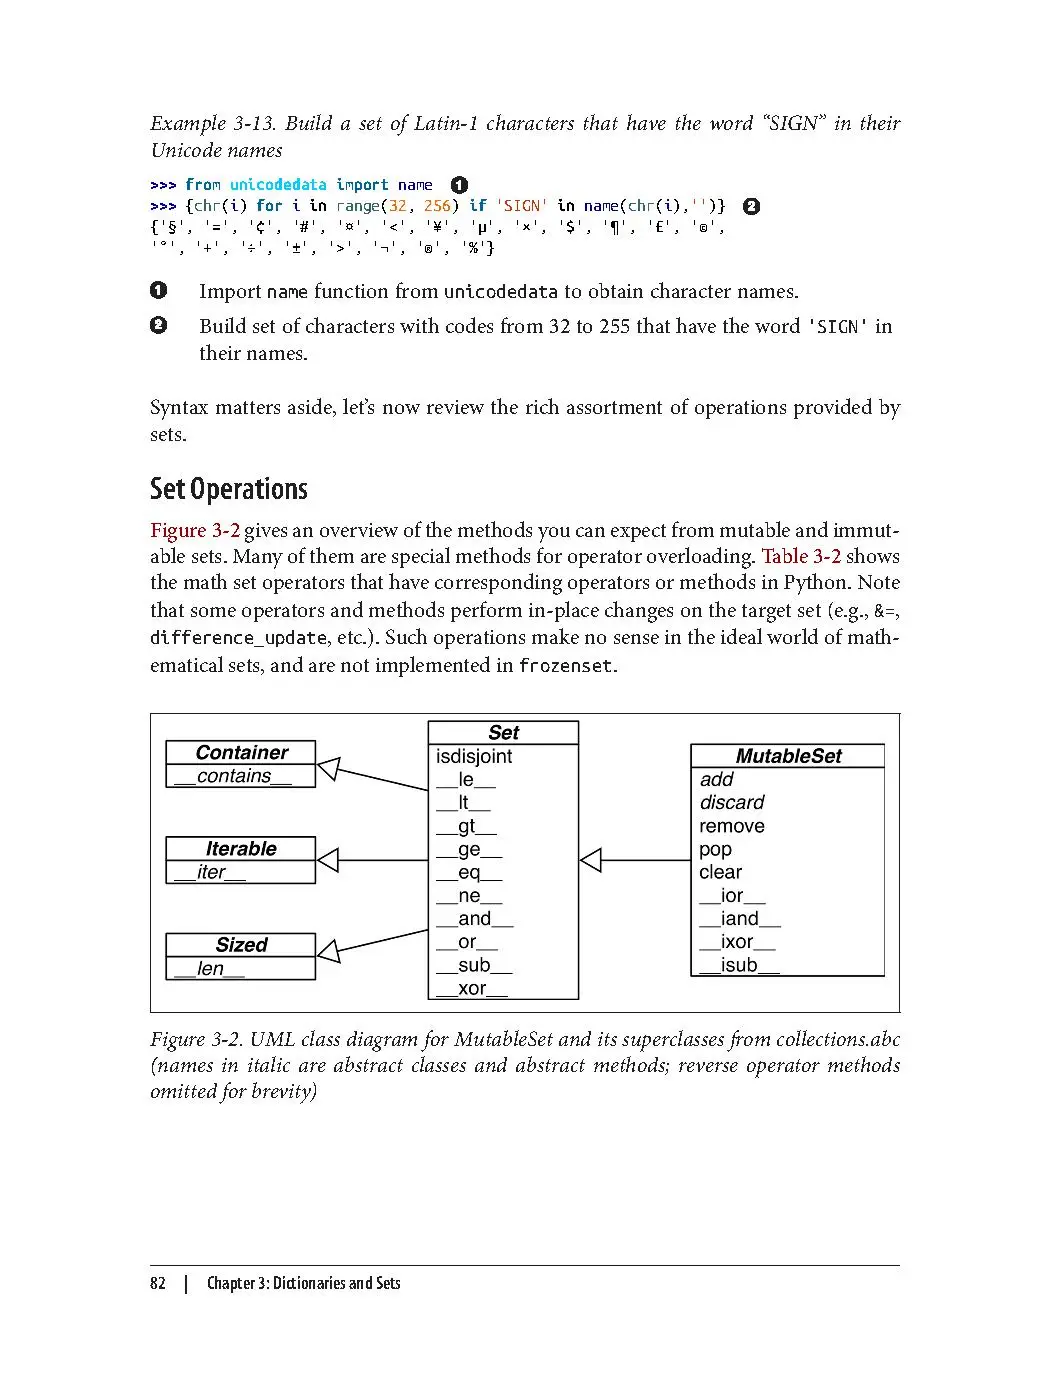 Example 3-13. Build a set of Latin-1 characters that have the word “SIGN” in their
Unicode names
>>> from unicodedata import name ❶
>>> {chr(i) for i in range(32, 256) if 'SIGN' in name(chr(i),'')} ❷
{'§', '=', '¢', '#', '¤', '<', '¥', 'µ', '×', '$', '¶', '£', '©',
'°', '+', '÷', '±', '>', '¬', '®', '%'}
❶ Import name function from unicodedata to obtain character names.
❷ Build set of characters with codes from 32 to 255 that have the word 'SIGN' in
their names.
Syntax matters aside, let’s now review the rich assortment of operations provided by
sets.
Set Operations
Figure 3-2 gives an overview of the methods you can expect from mutable and immut-
able sets. Many of them are special methods for operator overloading. Table 3-2 shows
the math set operators that have corresponding operators or methods in Python. Note
that some operators and methods perform in-place changes on the target set (e.g., &=,
difference_update, etc.). Such operations make no sense in the ideal world of math-
ematical sets, and are not implemented in frozenset.
Container
__contains__
Iterable
__iter__
Sized
__len__
Set
isdisjoint
__le__
__lt__
__gt__
__ge__
__eq__
__ne__
__and__
__or__
__sub__
__xor__
MutableSet
add
discard
remove
pop
clear
__ior__
__iand__
__ixor__
__isub__
Figure 3-2. UML class diagram for MutableSet and its superclasses from collections.abc
(names in italic are abstract classes and abstract methods; reverse operator methods
omitted for brevity)
82 | Chapter 3: Dictionaries and Sets